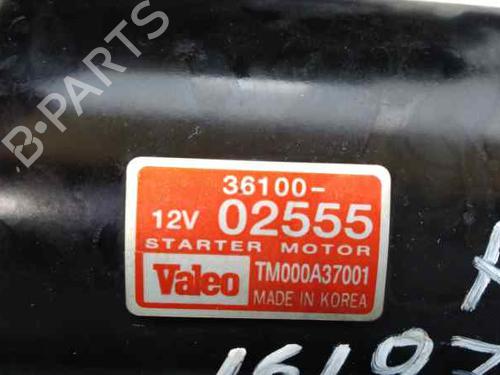 B-PARTS
36100-
12V 02555
STARTER MOTOR
Valeo TM000A37001
MADE IN KOREA